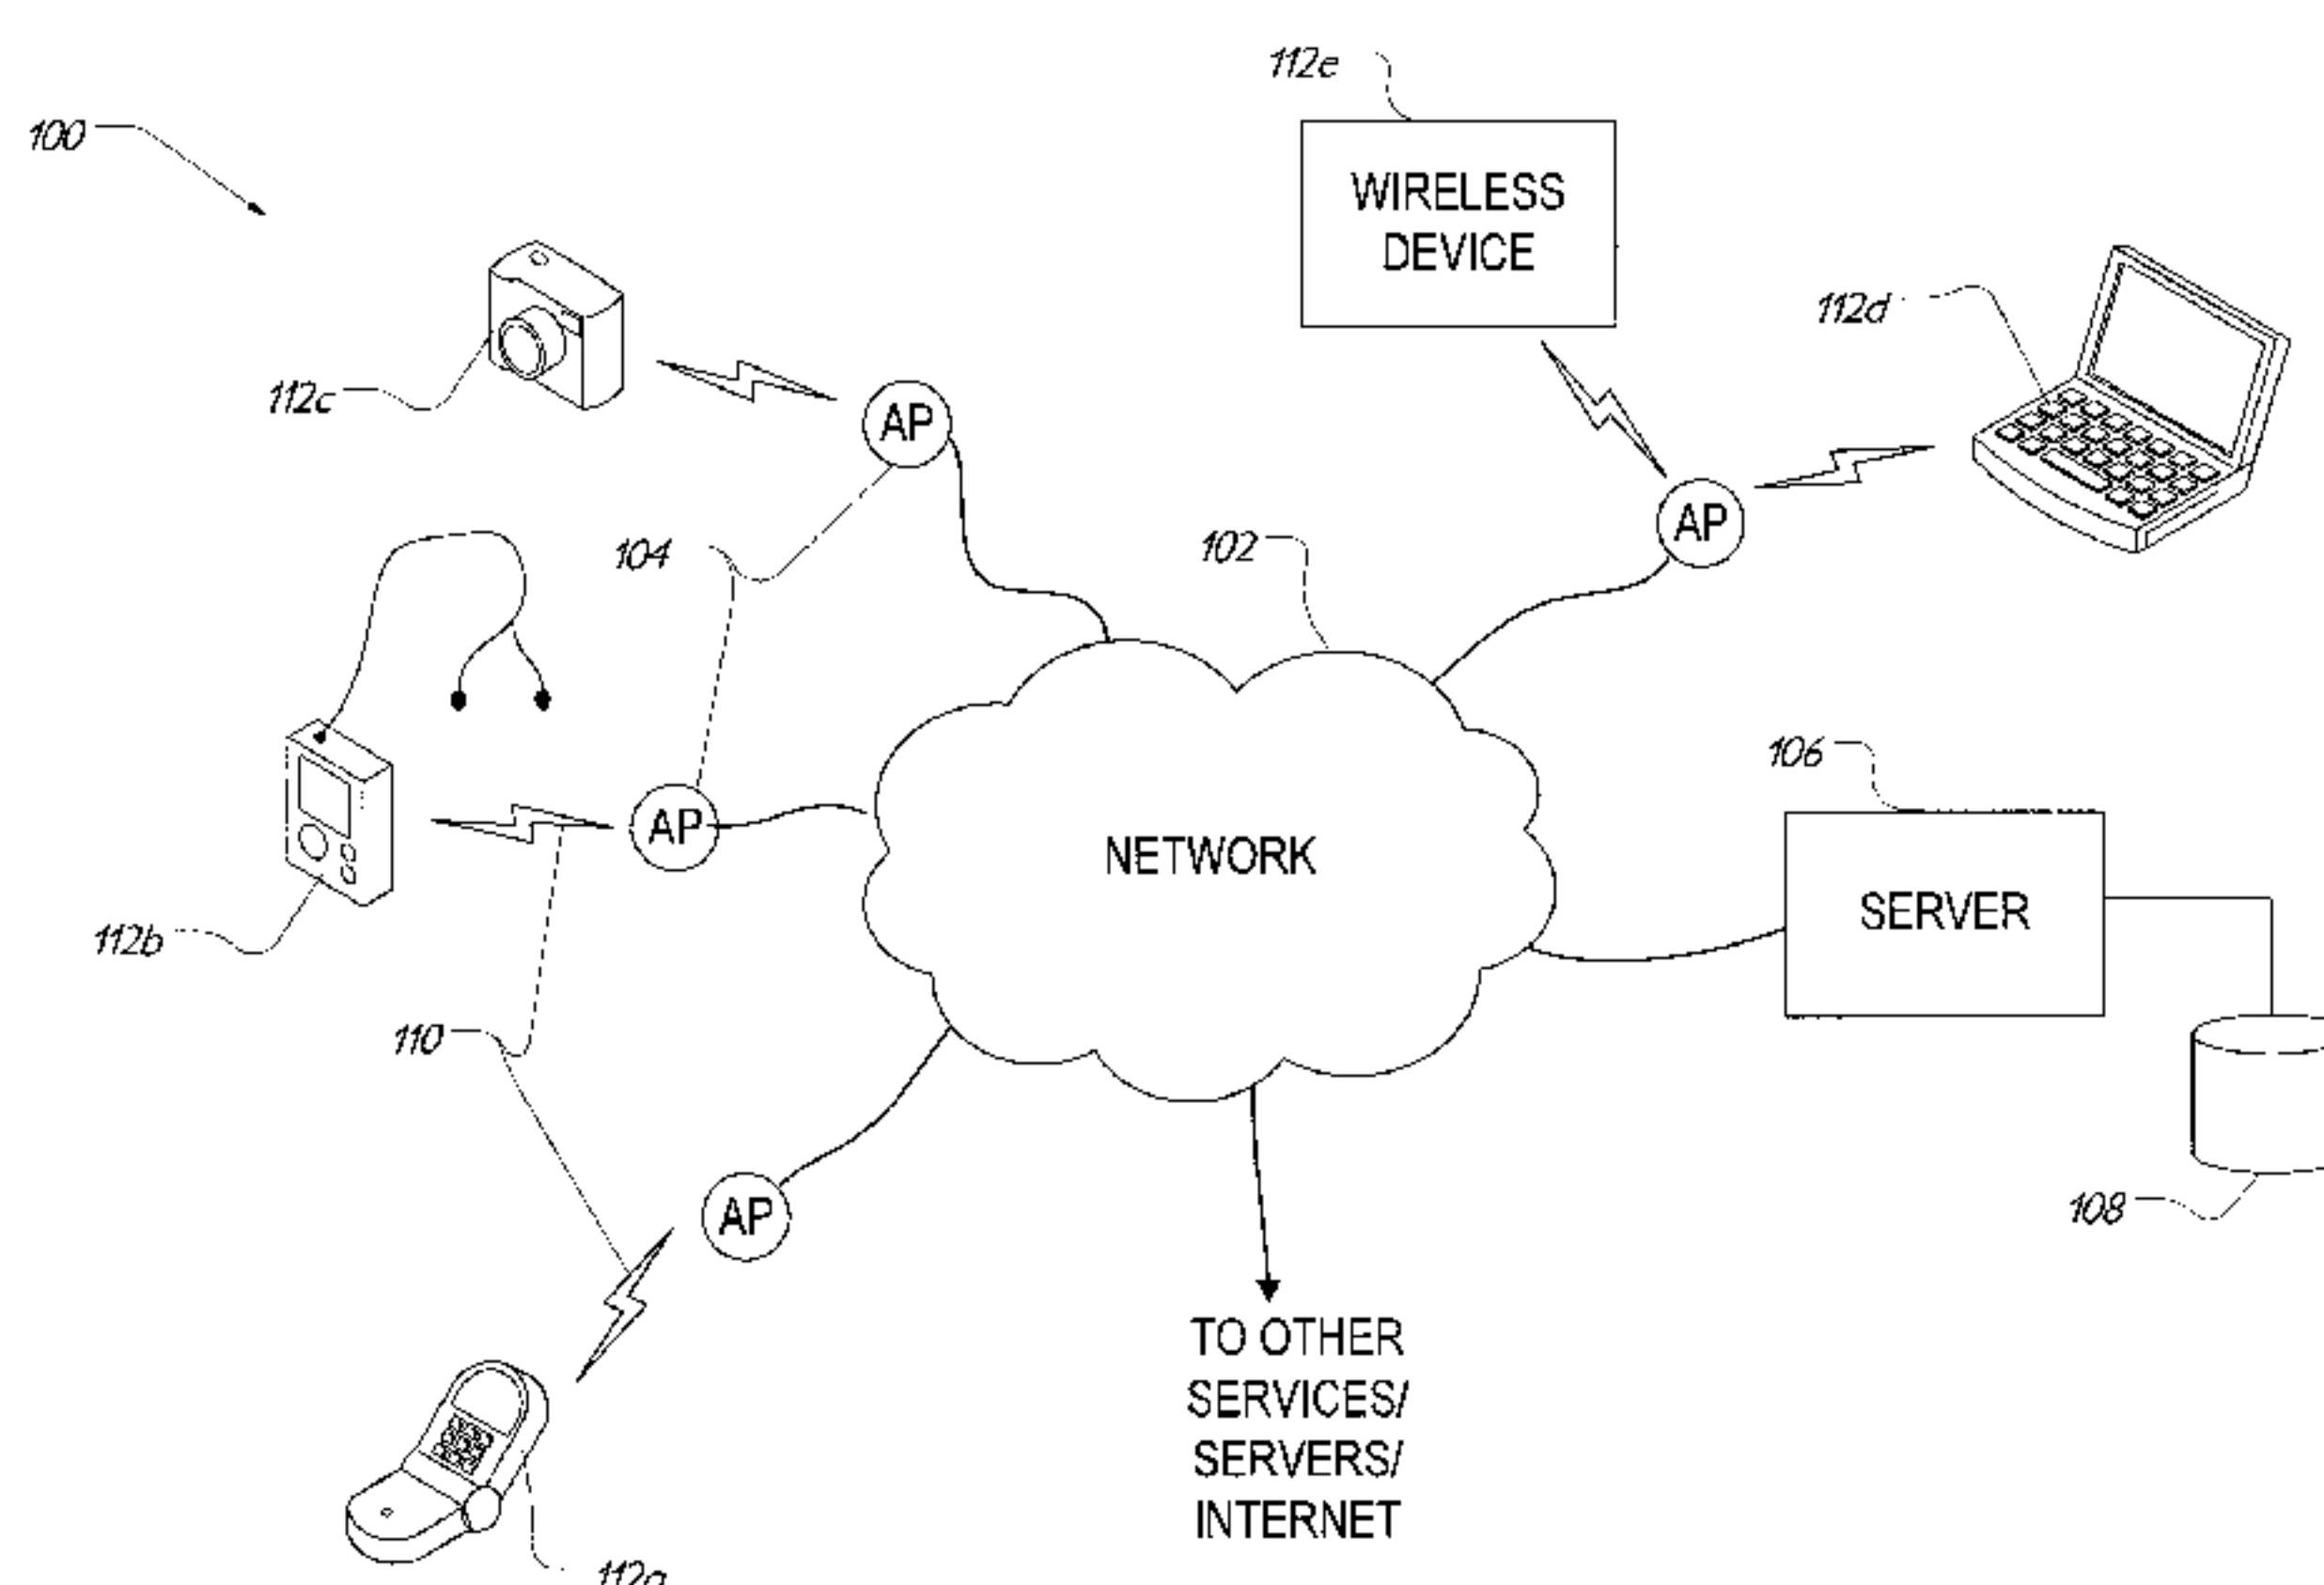 112e
100
WIRELESS
DEVICE
112d
112c
AP
AP
104
102
106
AP
NETWORK
SERVER
112b
110
108
AP
TO OTHER
SERVICES/
SERVERS/
INTERNET
112a